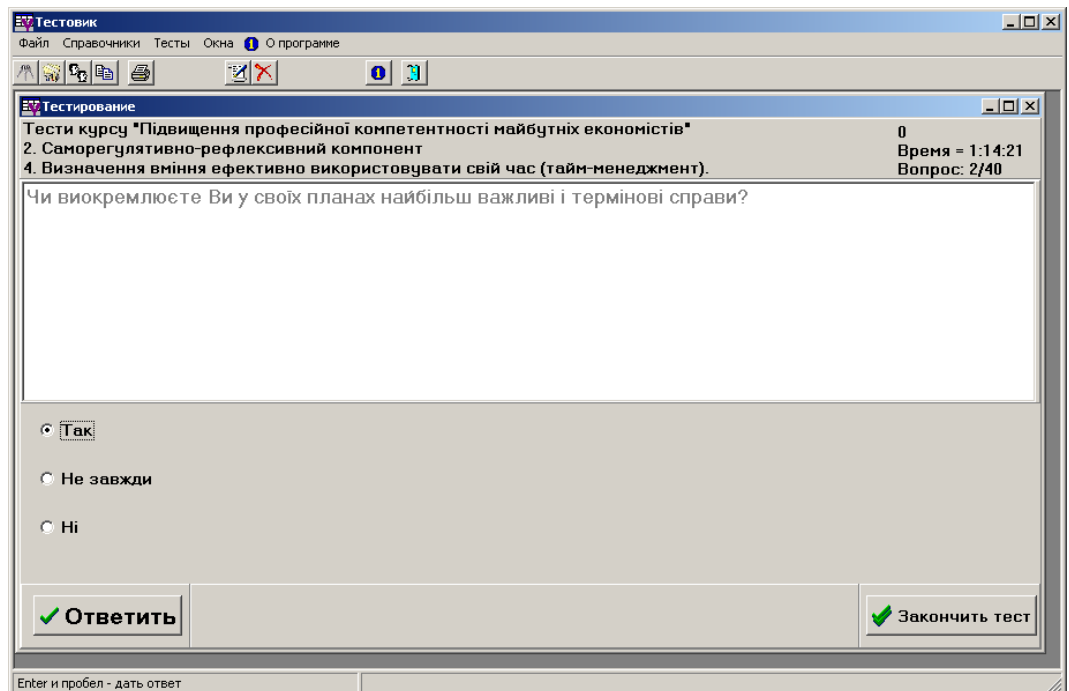 Тестовик
Файл Справочники Тесты Окна О программе
Тестирование
Тести курсу "Підвищення професійної компетентності майбутніх економістів"
0
2. Саморегулятивно-рефлексивний компонент
Время = 1:14:21
4. Визначення вміння ефективно використовувати свій час (тайм-менеджмент).
Вопрос: 2/40
Чи виокремлюєте Ви у своїх планах найбільш важливі і термінові справи?
Так
Не завжди
Ні
Ответить
Закончить тест
Enter и пробел - дать ответ